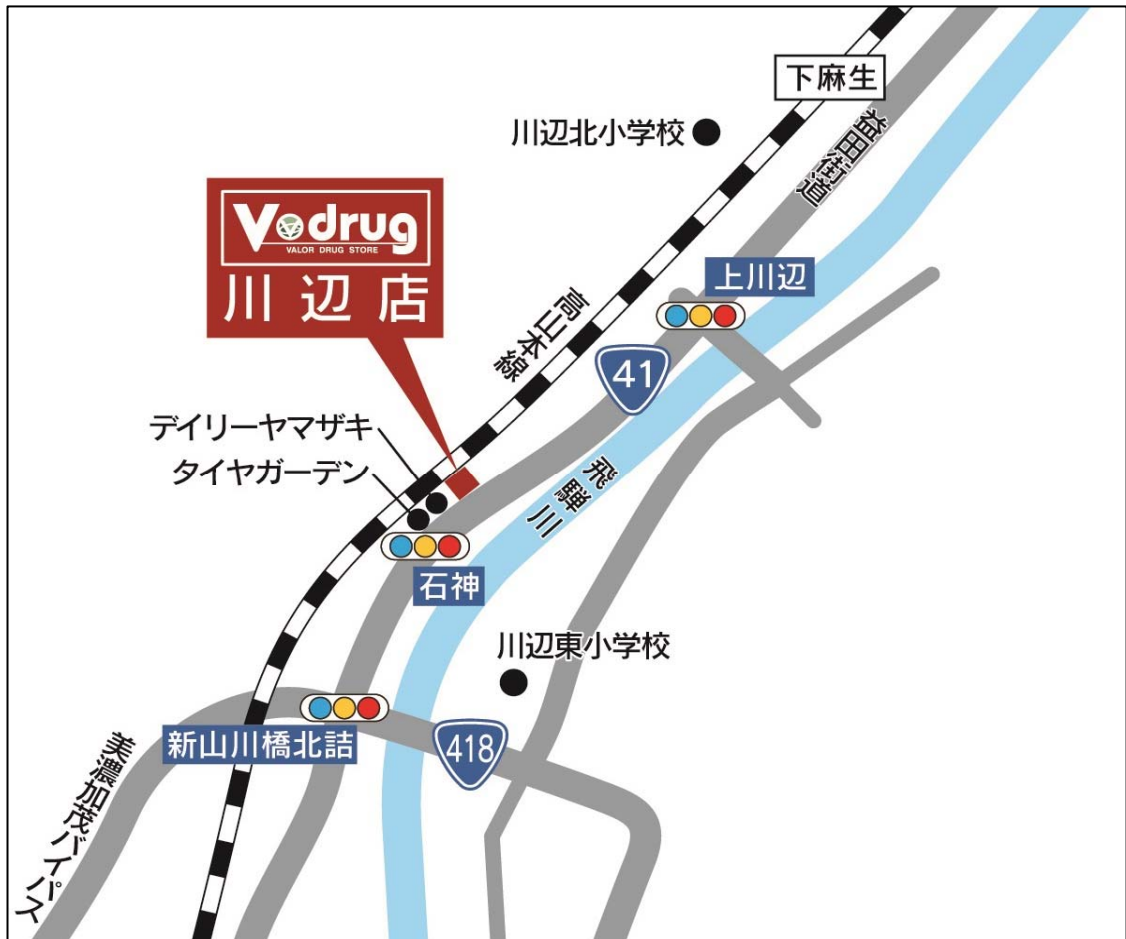 下麻生
川辺北小学校
益田街道
V drug
VALOR DRUG STORE
川辺店
上川辺
高山本線
41
デイリーヤマザキ
タイヤガーデン
飛騨川
石神
川辺東小学校
新山川橋北詰
418
美濃加茂バイパス